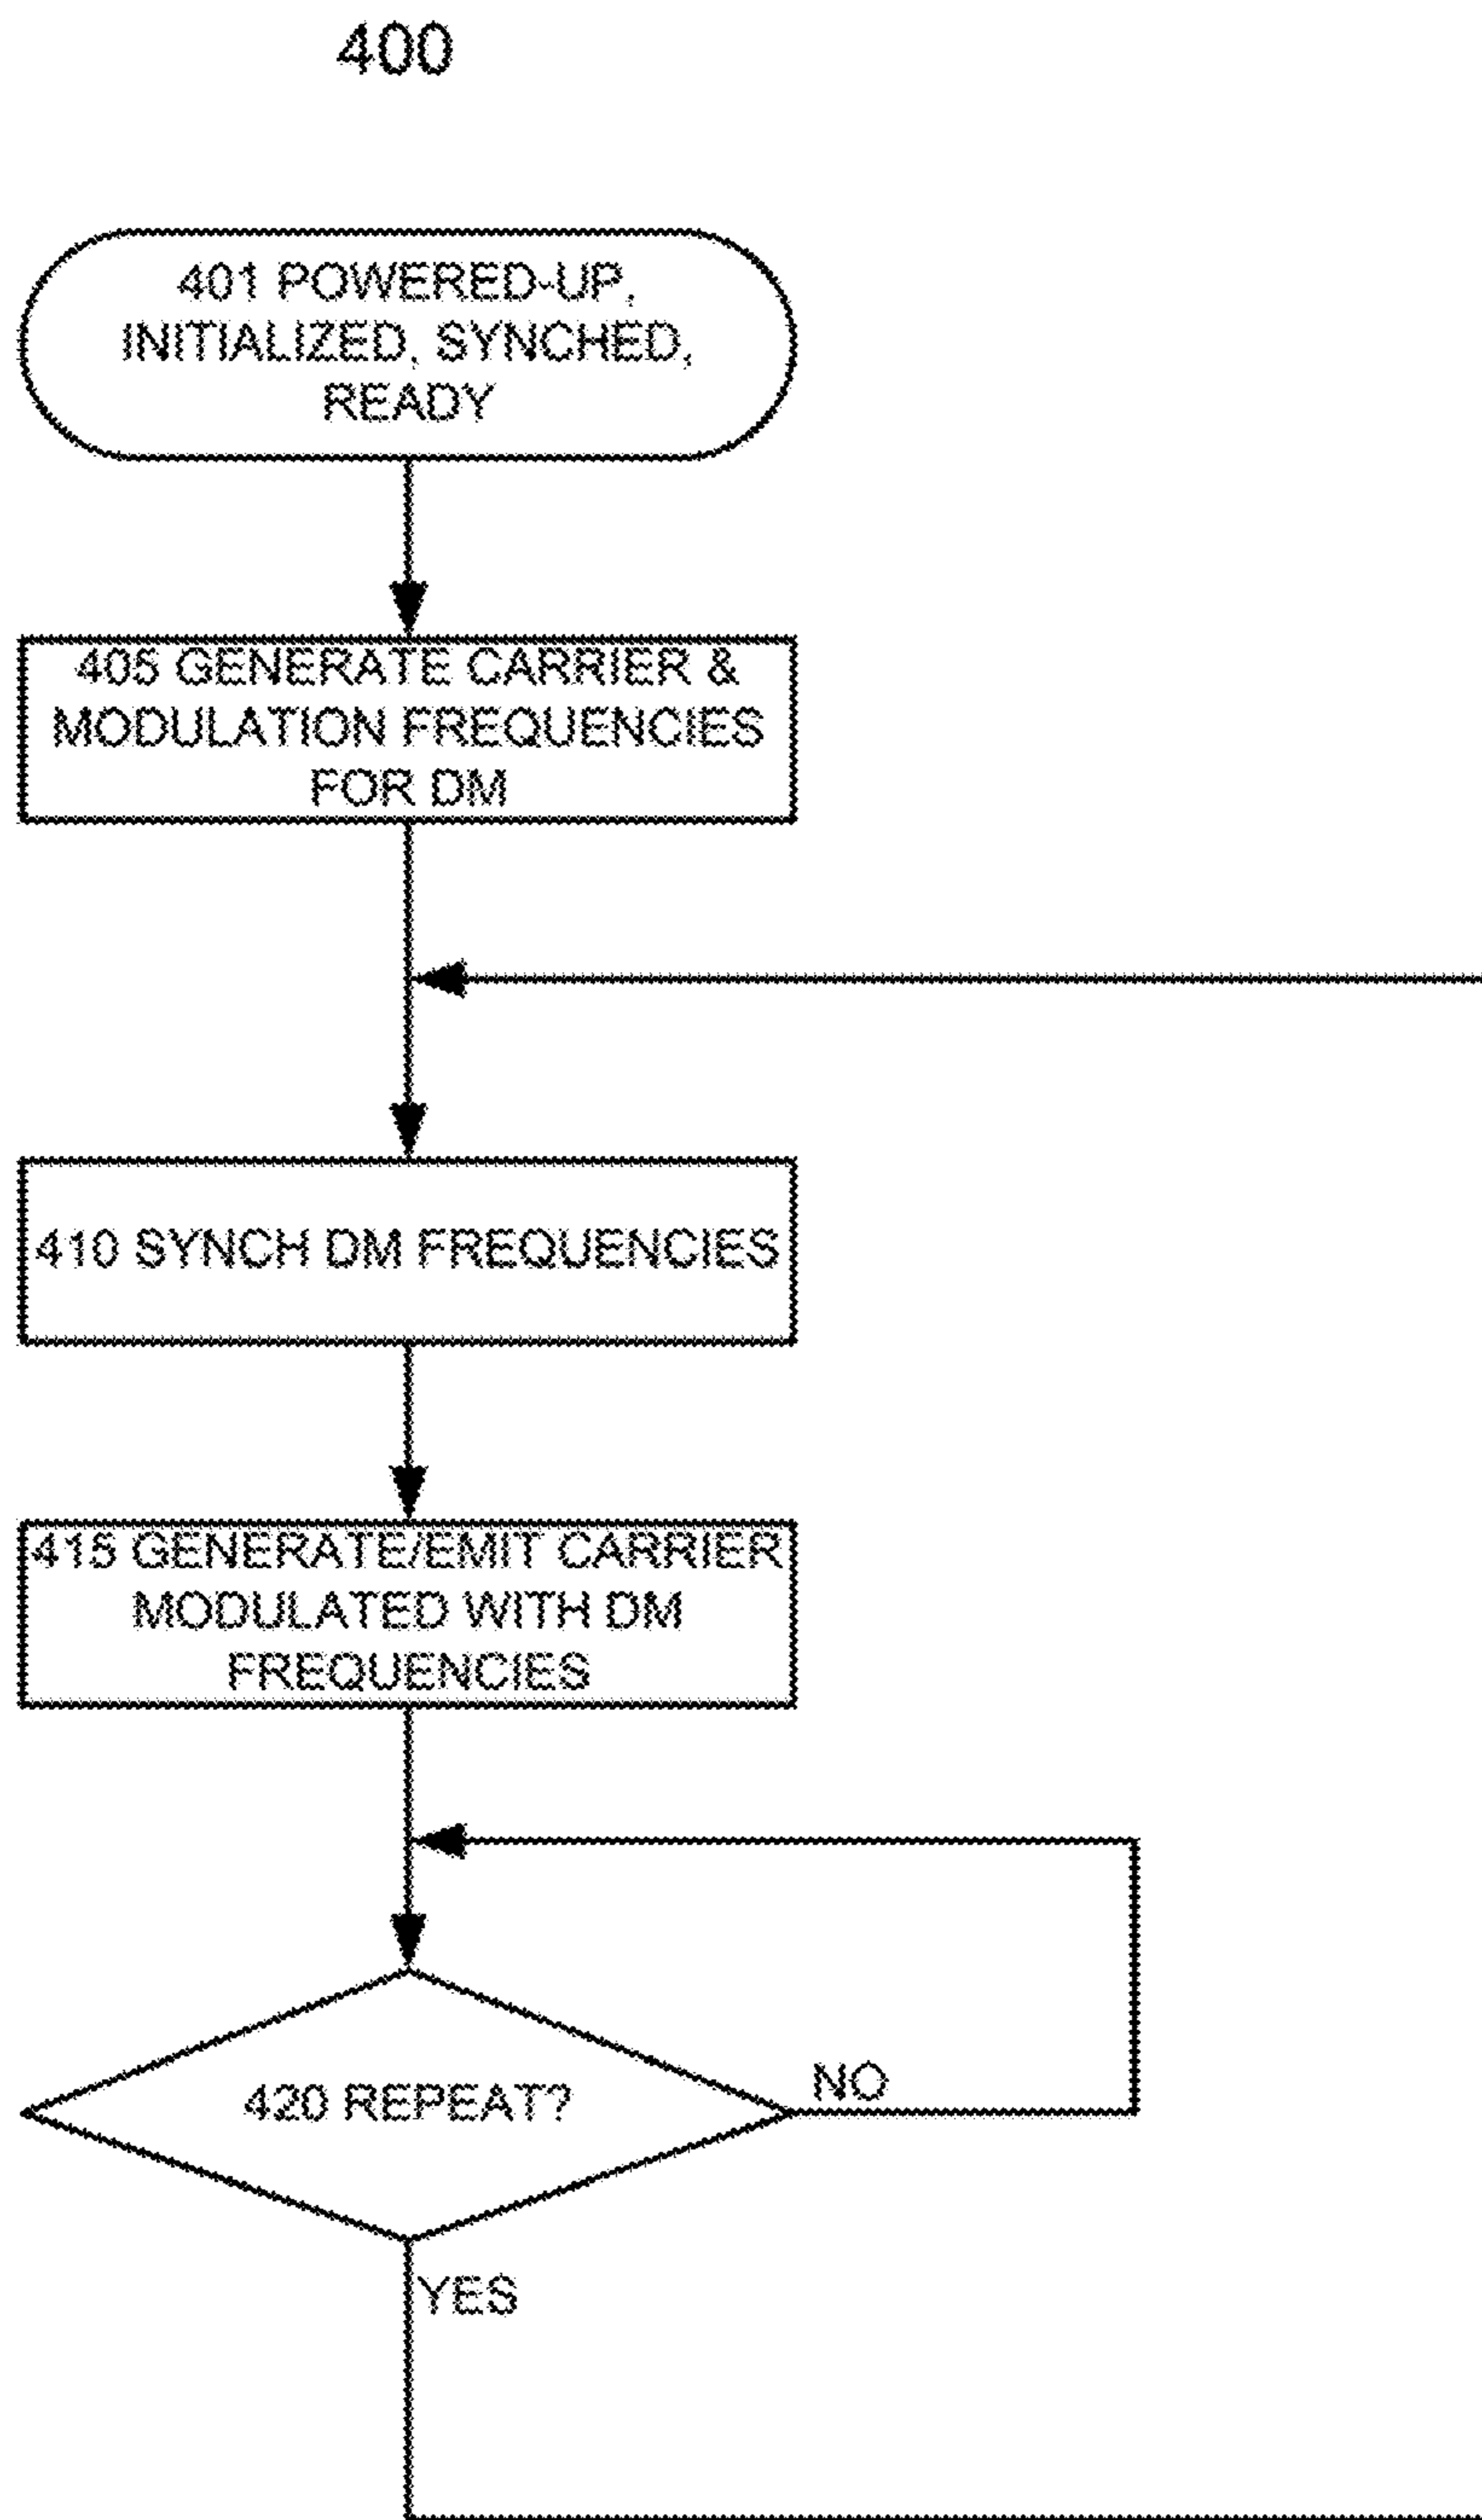 400
401 POWERED-UP,
INITIALIZED, SYNCHED,
READY
405 GENERATE CARRIER &
MODULATION FREQUENCIES
FOR DM
410 SYNCH DM FREQUENCIES
415 GENERATE/EMIT CARRIER
MODULATED WITH DM
FREQUENCIES
420 REPEAT?
NO
YES